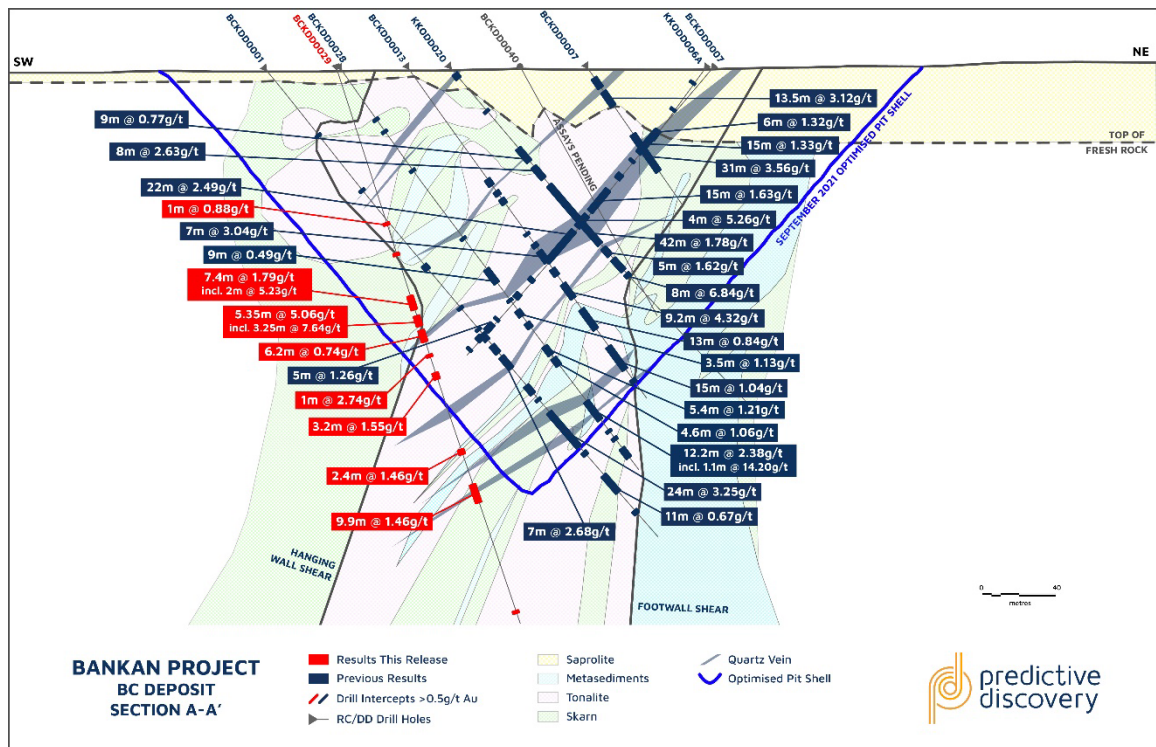 BCKDD0001
BCKDD0029
BCKDD0028
BCKDD0013
KKODD020
BCKDD0040
BCKDD0007
KKODD006A
BCKDD0007
SW
NE
13.5m @ 3.12g/t
6m @ 1.32g/t
15m @ 1.33g/t
31m @ 3.56g/t
15m @ 1.63g/t
4m @ 5.26g/t
42m @ 1.78g/t
5m @ 1.62g/t
8m @ 6.84g/t
9.2m @ 4.32g/t
13m @ 0.84g/t
3.5m @ 1.13g/t
15m @ 1.04g/t
5.4m @ 1.21g/t
4.6m @ 1.06g/t
12.2m @ 2.38g/t
incl. 1.1m @ 14.20g/t
24m @ 3.25g/t
11m @ 0.67g/t
7m @ 2.68g/t
9m @ 0.77g/t
8m @ 2.63g/t
22m @ 2.49g/t
1m @ 0.88g/t
7m @ 3.04g/t
9m @ 0.49g/t
7.4m @ 1.79g/t
incl. 2m @ 5.23g/t
5.35m @ 5.06g/t
incl. 3.25m @ 7.64g/t
6.2m @ 0.74g/t
5m @ 1.26g/t
1m @ 2.74g/t
3.2m @ 1.55g/t
2.4m @ 1.46g/t
9.9m @ 1.46g/t
ASSAYS PENDING
TOP OF
FRESH ROCK
SEPTEMBER 2021 OPTIMISED PIT SHELL
HANGING
WALL SHEAR
FOOTWALL SHEAR
0 40
metres
BANKAN PROJECT
BC DEPOSIT
SECTION A-A'
Results This Release
Previous Results
Drill Intercepts >0.5g/t Au
RC/DD Drill Holes
Saprolite
Metasediments
Tonalite
Skarn
Quartz Vein
Optimised Pit Shell
predictive
discovery